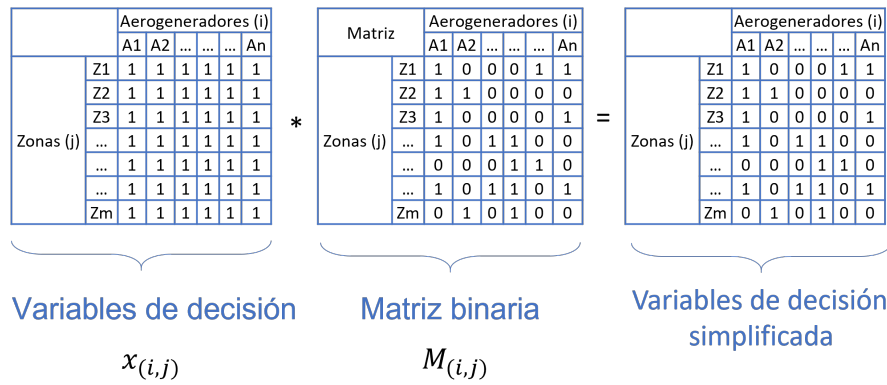 Aerogeneradores (i)
A1 A2 ... ... ... An
Zonas (j)
Z1 1 1 1 1 1 1
Z2 1 1 1 1 1 1
Z3 1 1 1 1 1 1
... 1 1 1 1 1 1
... 1 1 1 1 1 1
... 1 1 1 1 1 1
Zm 1 1 1 1 1 1
*
Matriz
Aerogeneradores (i)
A1 A2 ... ... ... An
Zonas (j)
Z1 1 0 0 0 1 1
Z2 1 1 0 0 0 0
Z3 1 0 0 0 0 1
... 1 0 1 1 0 0
... 0 0 0 1 1 0
... 1 0 1 1 0 1
Zm 0 1 0 1 0 0
=
Aerogeneradores (i)
A1 A2 ... ... ... An
Zonas (j)
Z1 1 0 0 0 1 1
Z2 1 1 0 0 0 0
Z3 1 0 0 0 0 1
... 1 0 1 1 0 0
... 0 0 0 1 1 0
... 1 0 1 1 0 1
Zm 0 1 0 1 0 0
Variables de decisión
x(i,j)
Matriz binaria
M(i,j)
Variables de decisión
simplificada